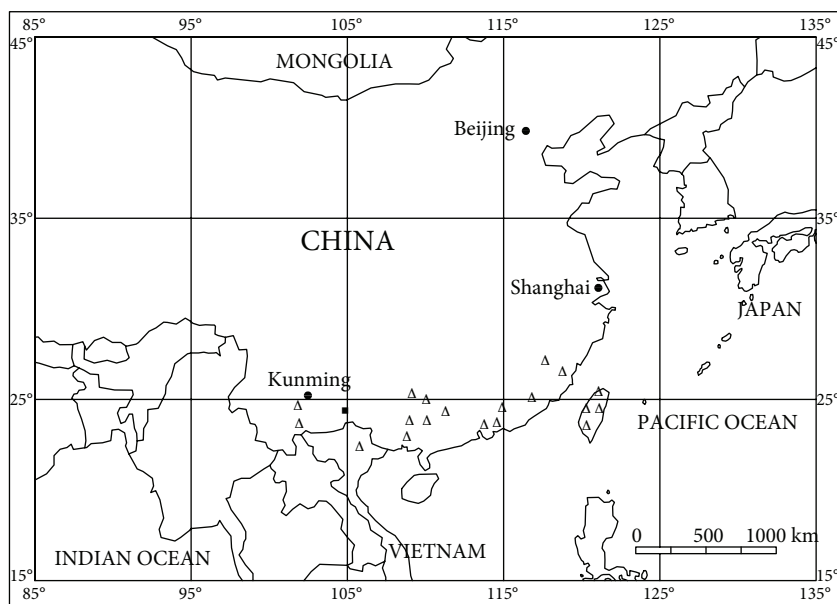 85° 95° 105° 115° 125° 135°
45° 45°
MONGOLIA
Beijing
35° 35°
CHINA
Shanghai
JAPAN
Kunming
25° 25°
PACIFIC OCEAN
0 500 1000 km
INDIAN OCEAN VIETNAM
15° 15°
85° 95° 105° 115° 125° 135°